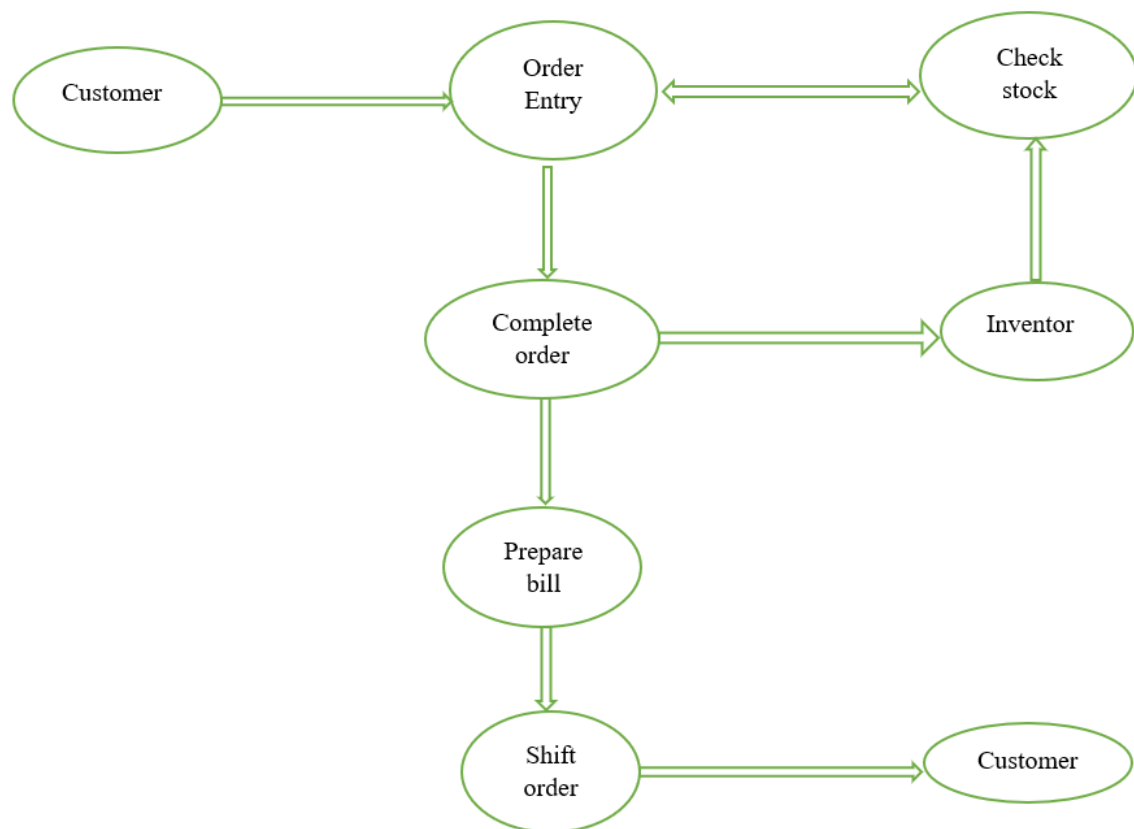 Customer
Order
Entry
Check
stock
Complete
order
Inventor
Prepare
bill
Shift
order
Customer